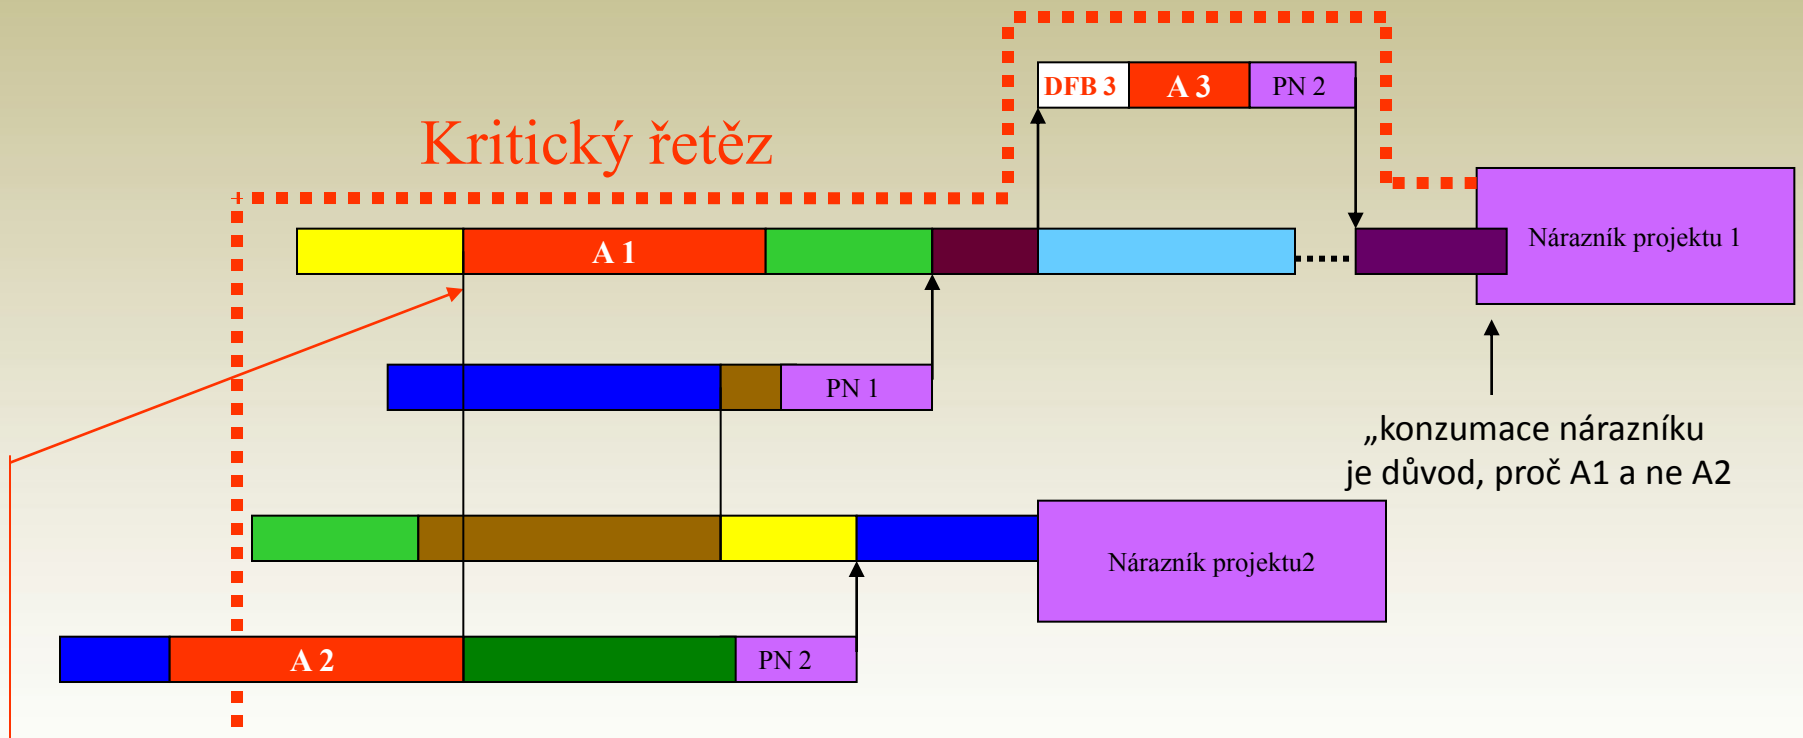 DFB 3 A 3 PN 2
Kritický řetěz
A 1
Nárazník projektu 1
PN 1
„konzumace nárazníku
je důvod, proč A1 a ne A2
Nárazník projektu2
A 2
PN 2